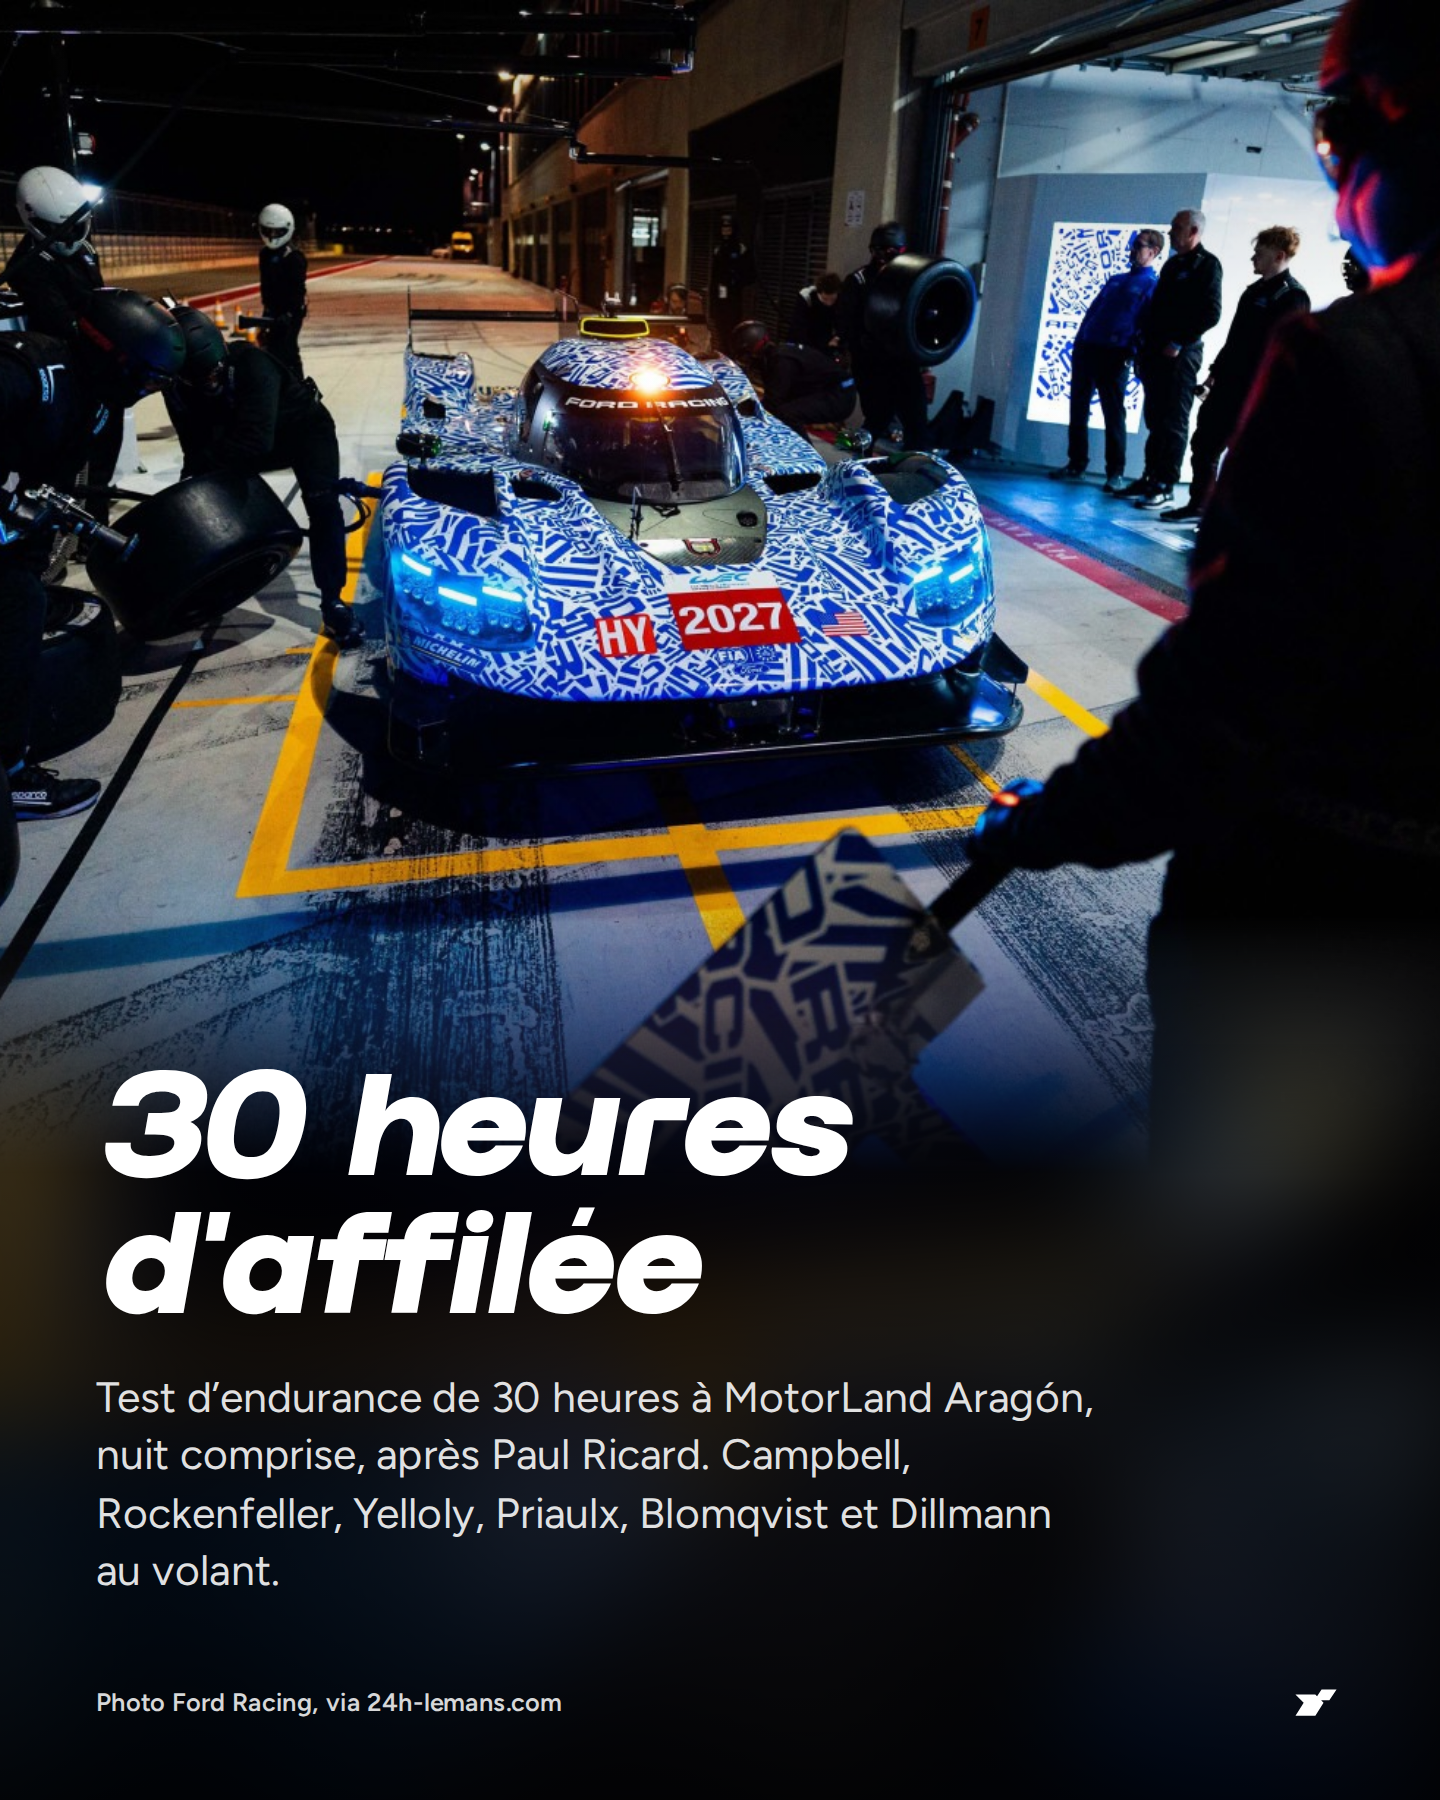 7
FORD RACING
WEC
HY
2027
MICHELIN
FIA
Ford
sparco
30 heures
d'affilée
Test d’endurance de 30 heures à MotorLand Aragón,
nuit comprise, après Paul Ricard. Campbell,
Rockenfeller, Yelloly, Priaulx, Blomqvist et Dillmann
au volant.
Photo Ford Racing, via 24h-lemans.com